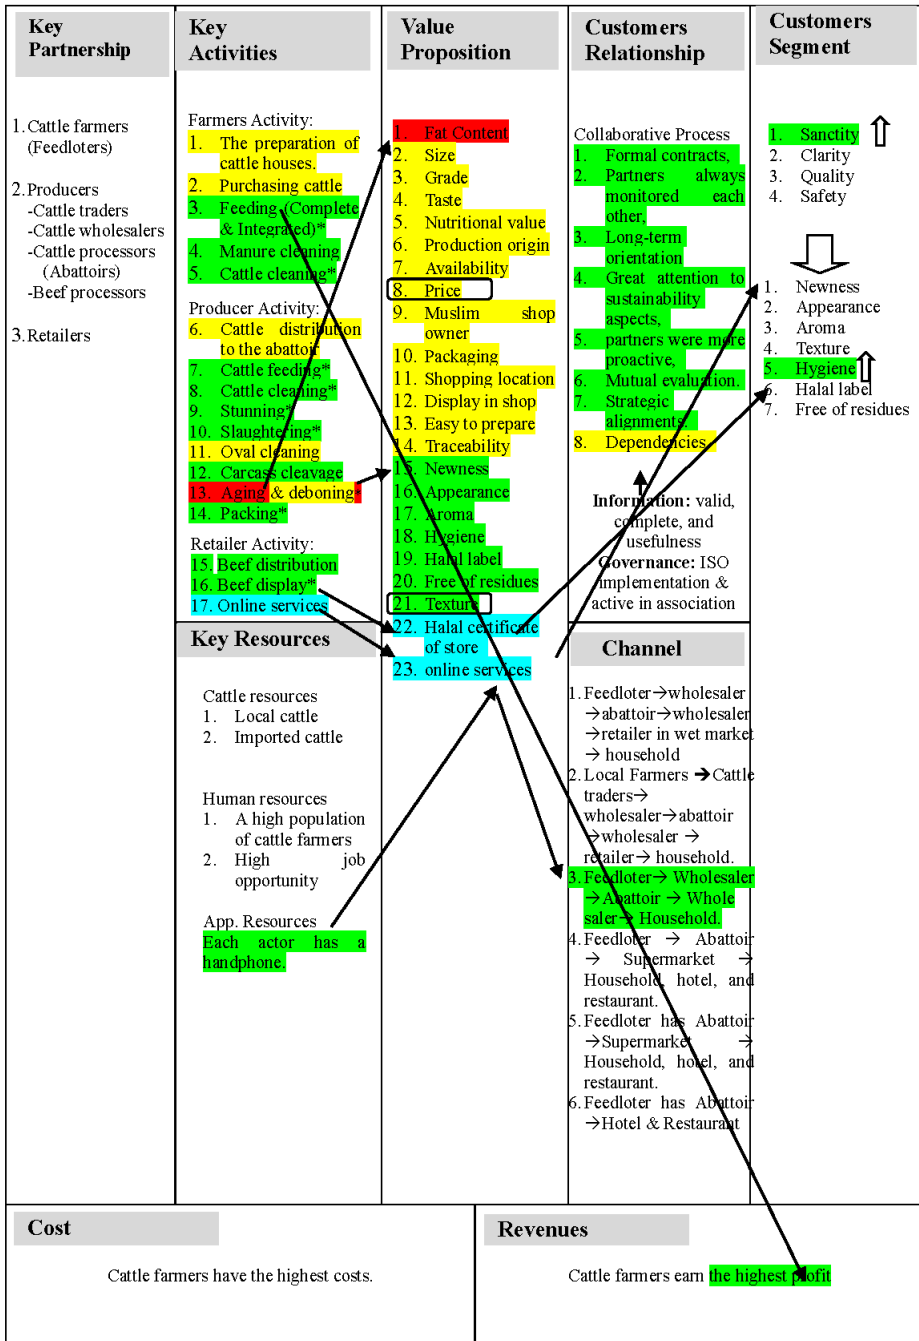 Key
Partnership
1. Cattle farmers
(Feedloters)
2. Producers
-Cattle traders
-Cattle wholesalers
-Cattle processors
(Abattoirs)
-Beef processors
3. Retailers
Key
Activities
Farmers Activity:
1. The preparation of
cattle houses.
2. Purchasing cattle
3. Feeding (Complete
& Integrated)*
4. Manure cleaning
5. Cattle cleaning*
Producer Activity:
6. Cattle distribution
to the abattoir
7. Cattle feeding*
8. Cattle cleaning*
9. Stunning*
10. Slaughtering*
11. Oval cleaning
12. Carcass cleavage
13. Aging & deboning*
14. Packing*
Retailer Activity:
15. Beef distribution
16. Beef display*
17. Online services
Key Resources
Cattle resources
1. Local cattle
2. Imported cattle
Human resources
1. A high population
of cattle farmers
2. High job
opportunity
App. Resources
Each actor has a
handphone.
Value
Proposition
1. Fat Content
2. Size
3. Grade
4. Taste
5. Nutritional value
6. Production origin
7. Availability
8. Price
9. Muslim shop
owner
10. Packaging
11. Shopping location
12. Display in shop
13. Easy to prepare
14. Traceability
15. Newness
16. Appearance
17. Aroma
18. Hygiene
19. Halal label
20. Free of residues
21. Texture
22. Halal certificate
of store
23. online services
Customers
Relationship
Collaborative Process
1. Formal contracts,
2. Partners always
monitored each
other,
3. Long-term
orientation
4. Great attention to
sustainability
aspects,
5. partners were more
proactive,
6. Mutual evaluation.
7. Strategic
alignments.
8. Dependencies.
Information: valid,
complete, and
usefulness
Governance: ISO
implementation &
active in association
Channel
1. Feedloter→wholesaler
→abattoir→wholesaler
→retailer in wet market
→ household
2. Local Farmers ➔Cattle
traders→
wholesaler→abattoir
→wholesaler →
retailer→ household.
3. Feedloter→ Wholesaler
→Abattoir → Whole
saler→ Household.
4. Feedloter → Abattoir
→ Supermarket →
Household, hotel, and
restaurant.
5. Feedloter has Abattoir
→Supermarket →
Household, hotel, and
restaurant.
6. Feedloter has Abattoir
→Hotel & Restaurant
Customers
Segment
1. Sanctity
2. Clarity
3. Quality
4. Safety
1. Newness
2. Appearance
3. Aroma
4. Texture
5. Hygiene
6. Halal label
7. Free of residues
Cost
Cattle farmers have the highest costs.
Revenues
Cattle farmers earn the highest profit